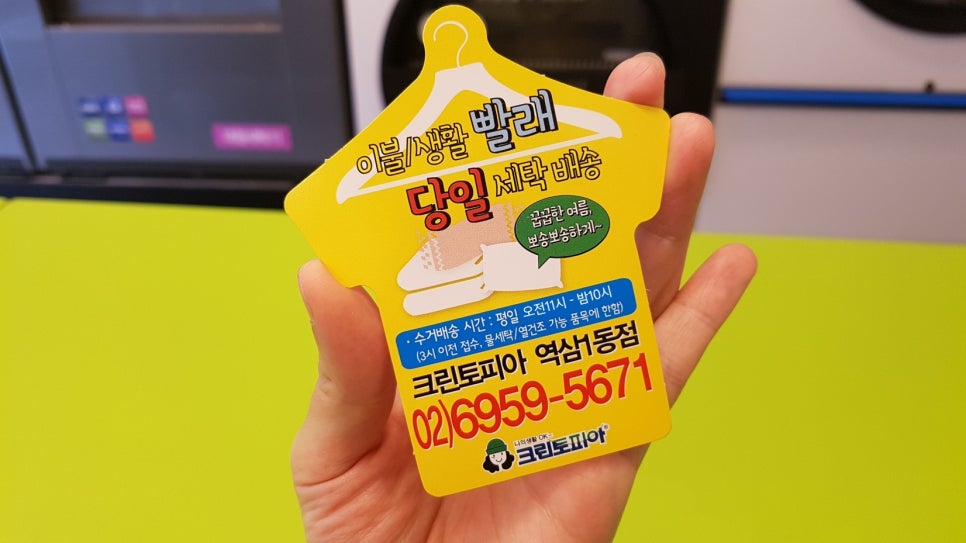 이불/생활 빨래
당일 세탁 배송
꿉꿉한 여름,
뽀송뽀송하게~
· 수거배송 시간 : 평일 오전11시 - 밤10시
(3시 이전 접수, 물세탁/열건조 가능 품목에 한함)
크린토피아 역삼1동점
02)6959-5671
나의생활 OK~
크린토피아®